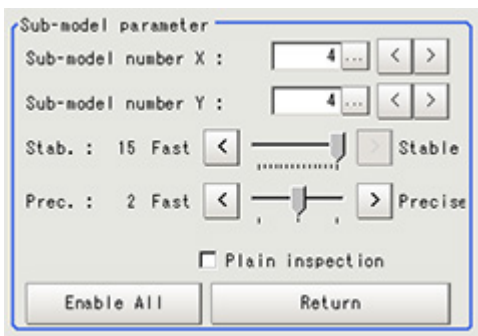 Sub-model parameter
Sub-model number X : 4 ... < >
Sub-model number Y : 4 ... < >
Stab. : 15 Fast < > Stable
Prec. : 2 Fast < > Precise
Plain inspection
Enable All Return